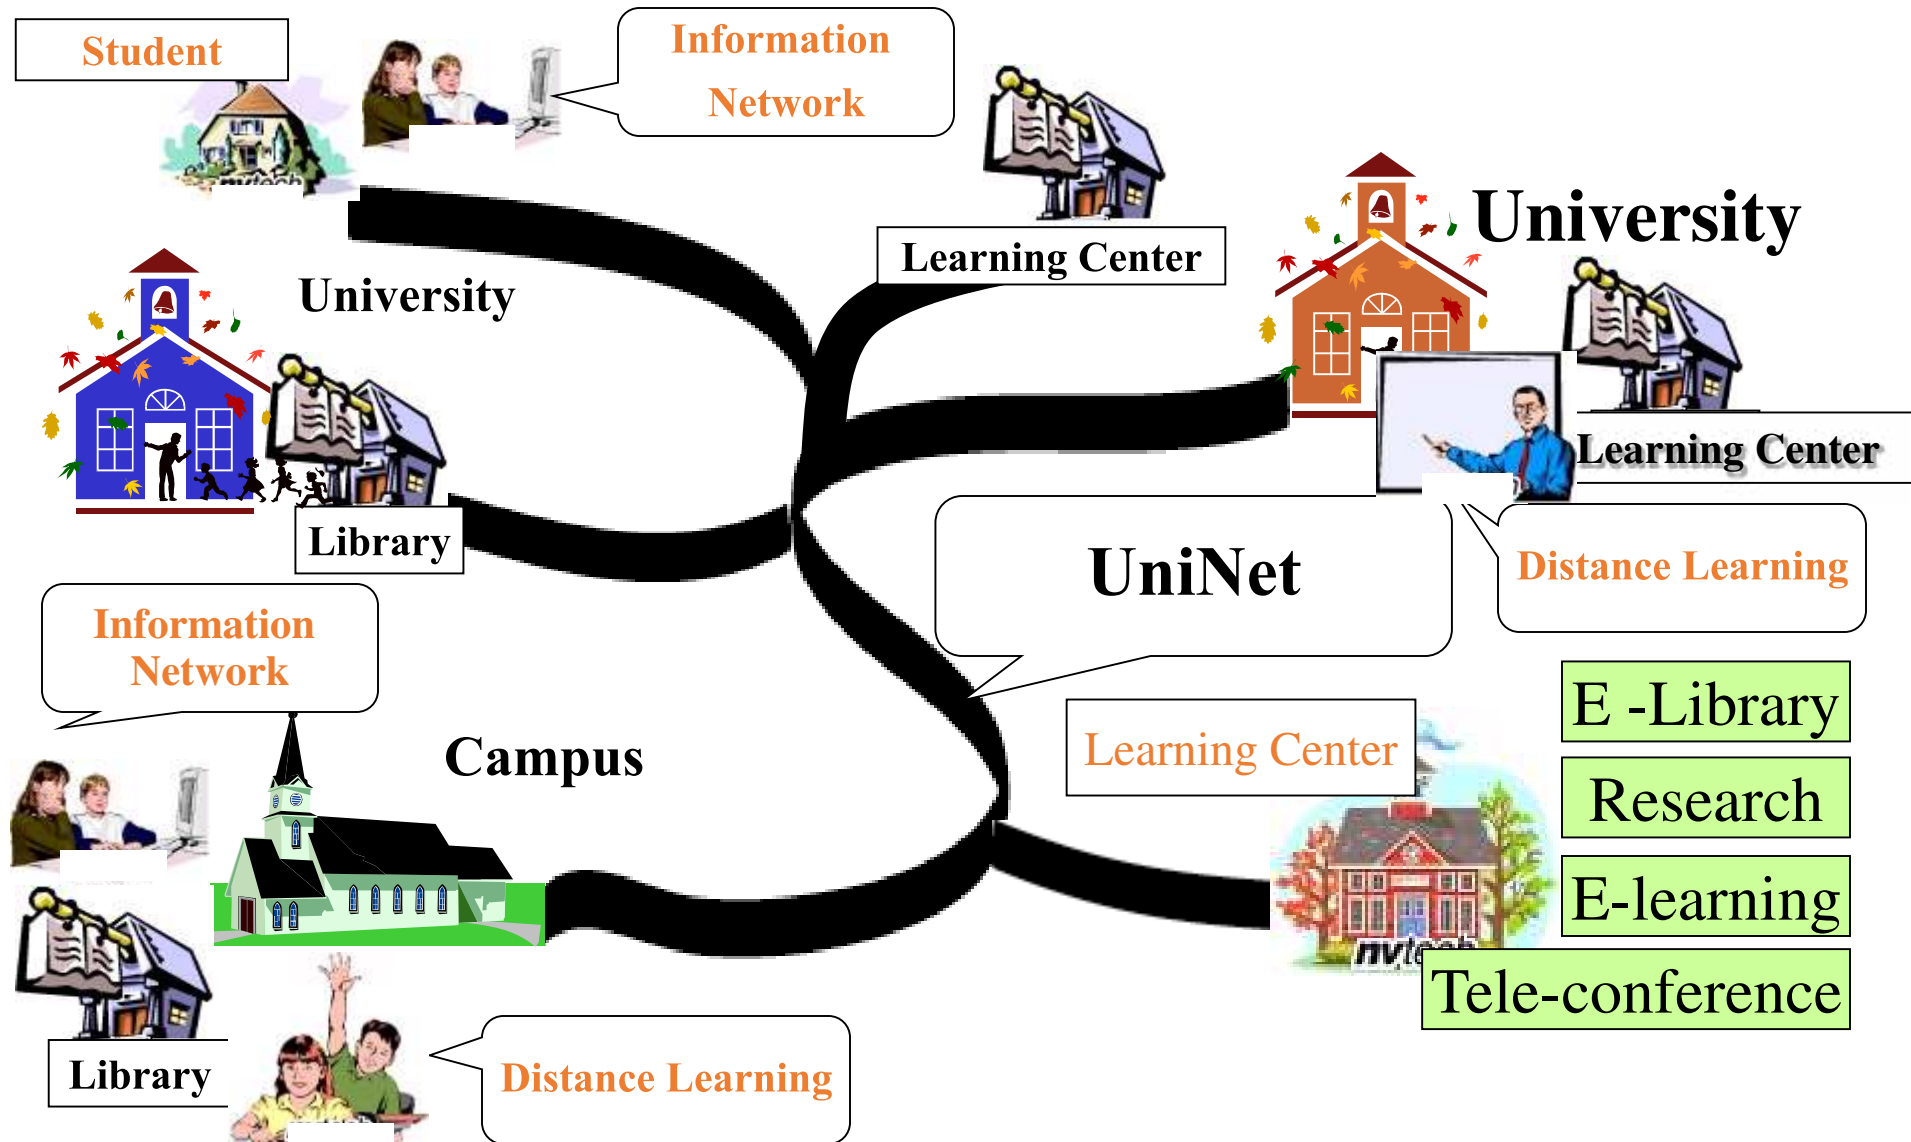 Student
Information
Network
Learning Center
University
University
Learning Center
Library
UniNet
Distance Learning
Information
Network
Campus
Learning Center
E -Library
Research
E-learning
Tele-conference
Library
Distance Learning